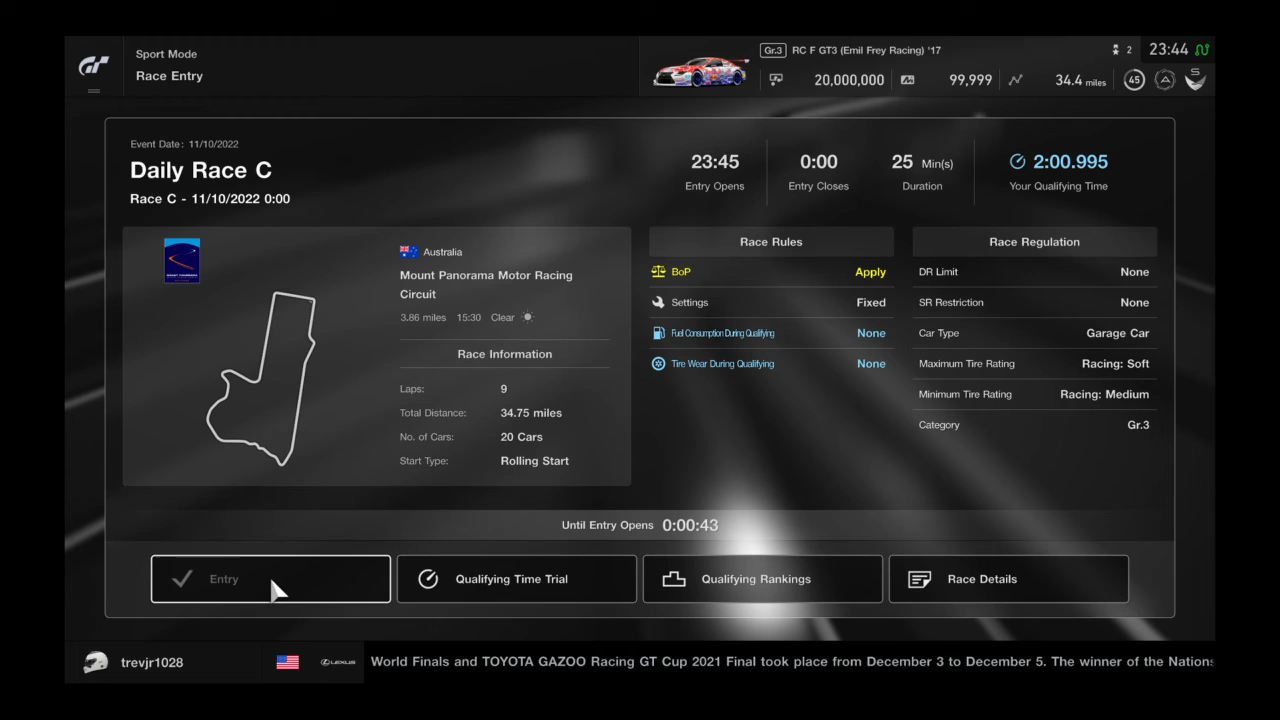 GT
Sport Mode
Race Entry
Gr.3 RC F GT3 (Emil Frey Racing) '17
2
23:44
20,000,000
99,999
34.4 miles
45
A
S
Event Date: 11/10/2022
Daily Race C
Race C - 11/10/2022 0:00
23:45
Entry Opens
0:00
Entry Closes
25 Min(s)
Duration
2:00.995
Your Qualifying Time
Australia
Mount Panorama Motor Racing
Circuit
3.86 miles 15:30 Clear
Race Information
Laps: 9
Total Distance: 34.75 miles
No. of Cars: 20 Cars
Start Type: Rolling Start
Race Rules
BoP Apply
Settings Fixed
Fuel Consumption During Qualifying None
Tire Wear During Qualifying None
Race Regulation
DR Limit None
SR Restriction None
Car Type Garage Car
Maximum Tire Rating Racing: Soft
Minimum Tire Rating Racing: Medium
Category Gr.3
Until Entry Opens 0:00:43
Entry
Qualifying Time Trial
Qualifying Rankings
Race Details
trevjr1028
LEXUS
World Finals and TOYOTA GAZOO Racing GT Cup 2021 Final took place from December 3 to December 5. The winner of the Nations